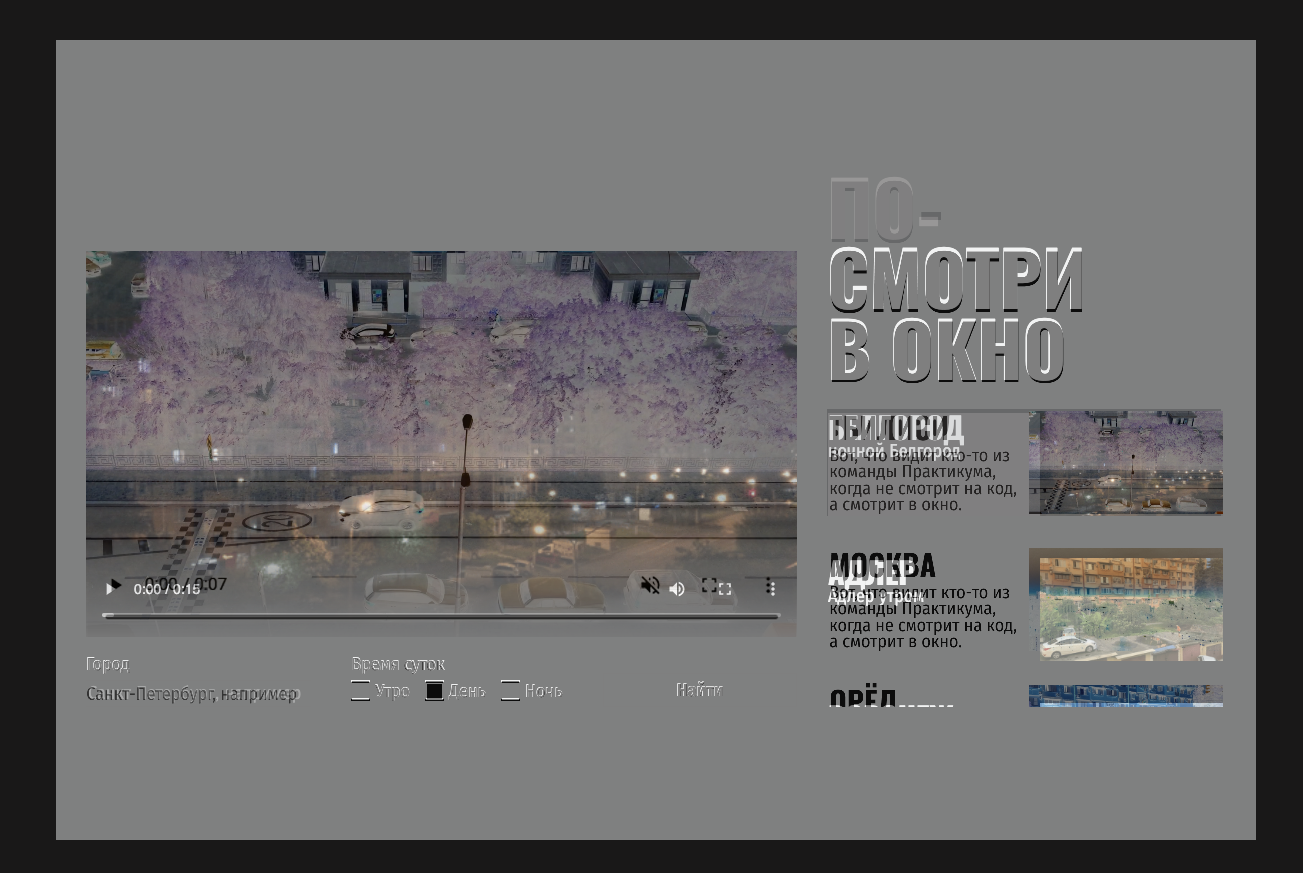 ПО-
СМОТРИ
В ОКНО
БЕЛГОРОД
ночной Белгород
Вот, что видит кто-то из
команды Практикума,
когда не смотрит на код,
а смотрит в окно.
МОСКВА
АДЛЕР
Адлер утром
Вот, что видит кто-то из
команды Практикума,
когда не смотрит на код,
а смотрит в окно.
ОРЁЛ
20
0:00 / 0:07
0:00 / 0:15
Город
Время суток
Санкт-Петербург, например
Утро
День
Ночь
Найти